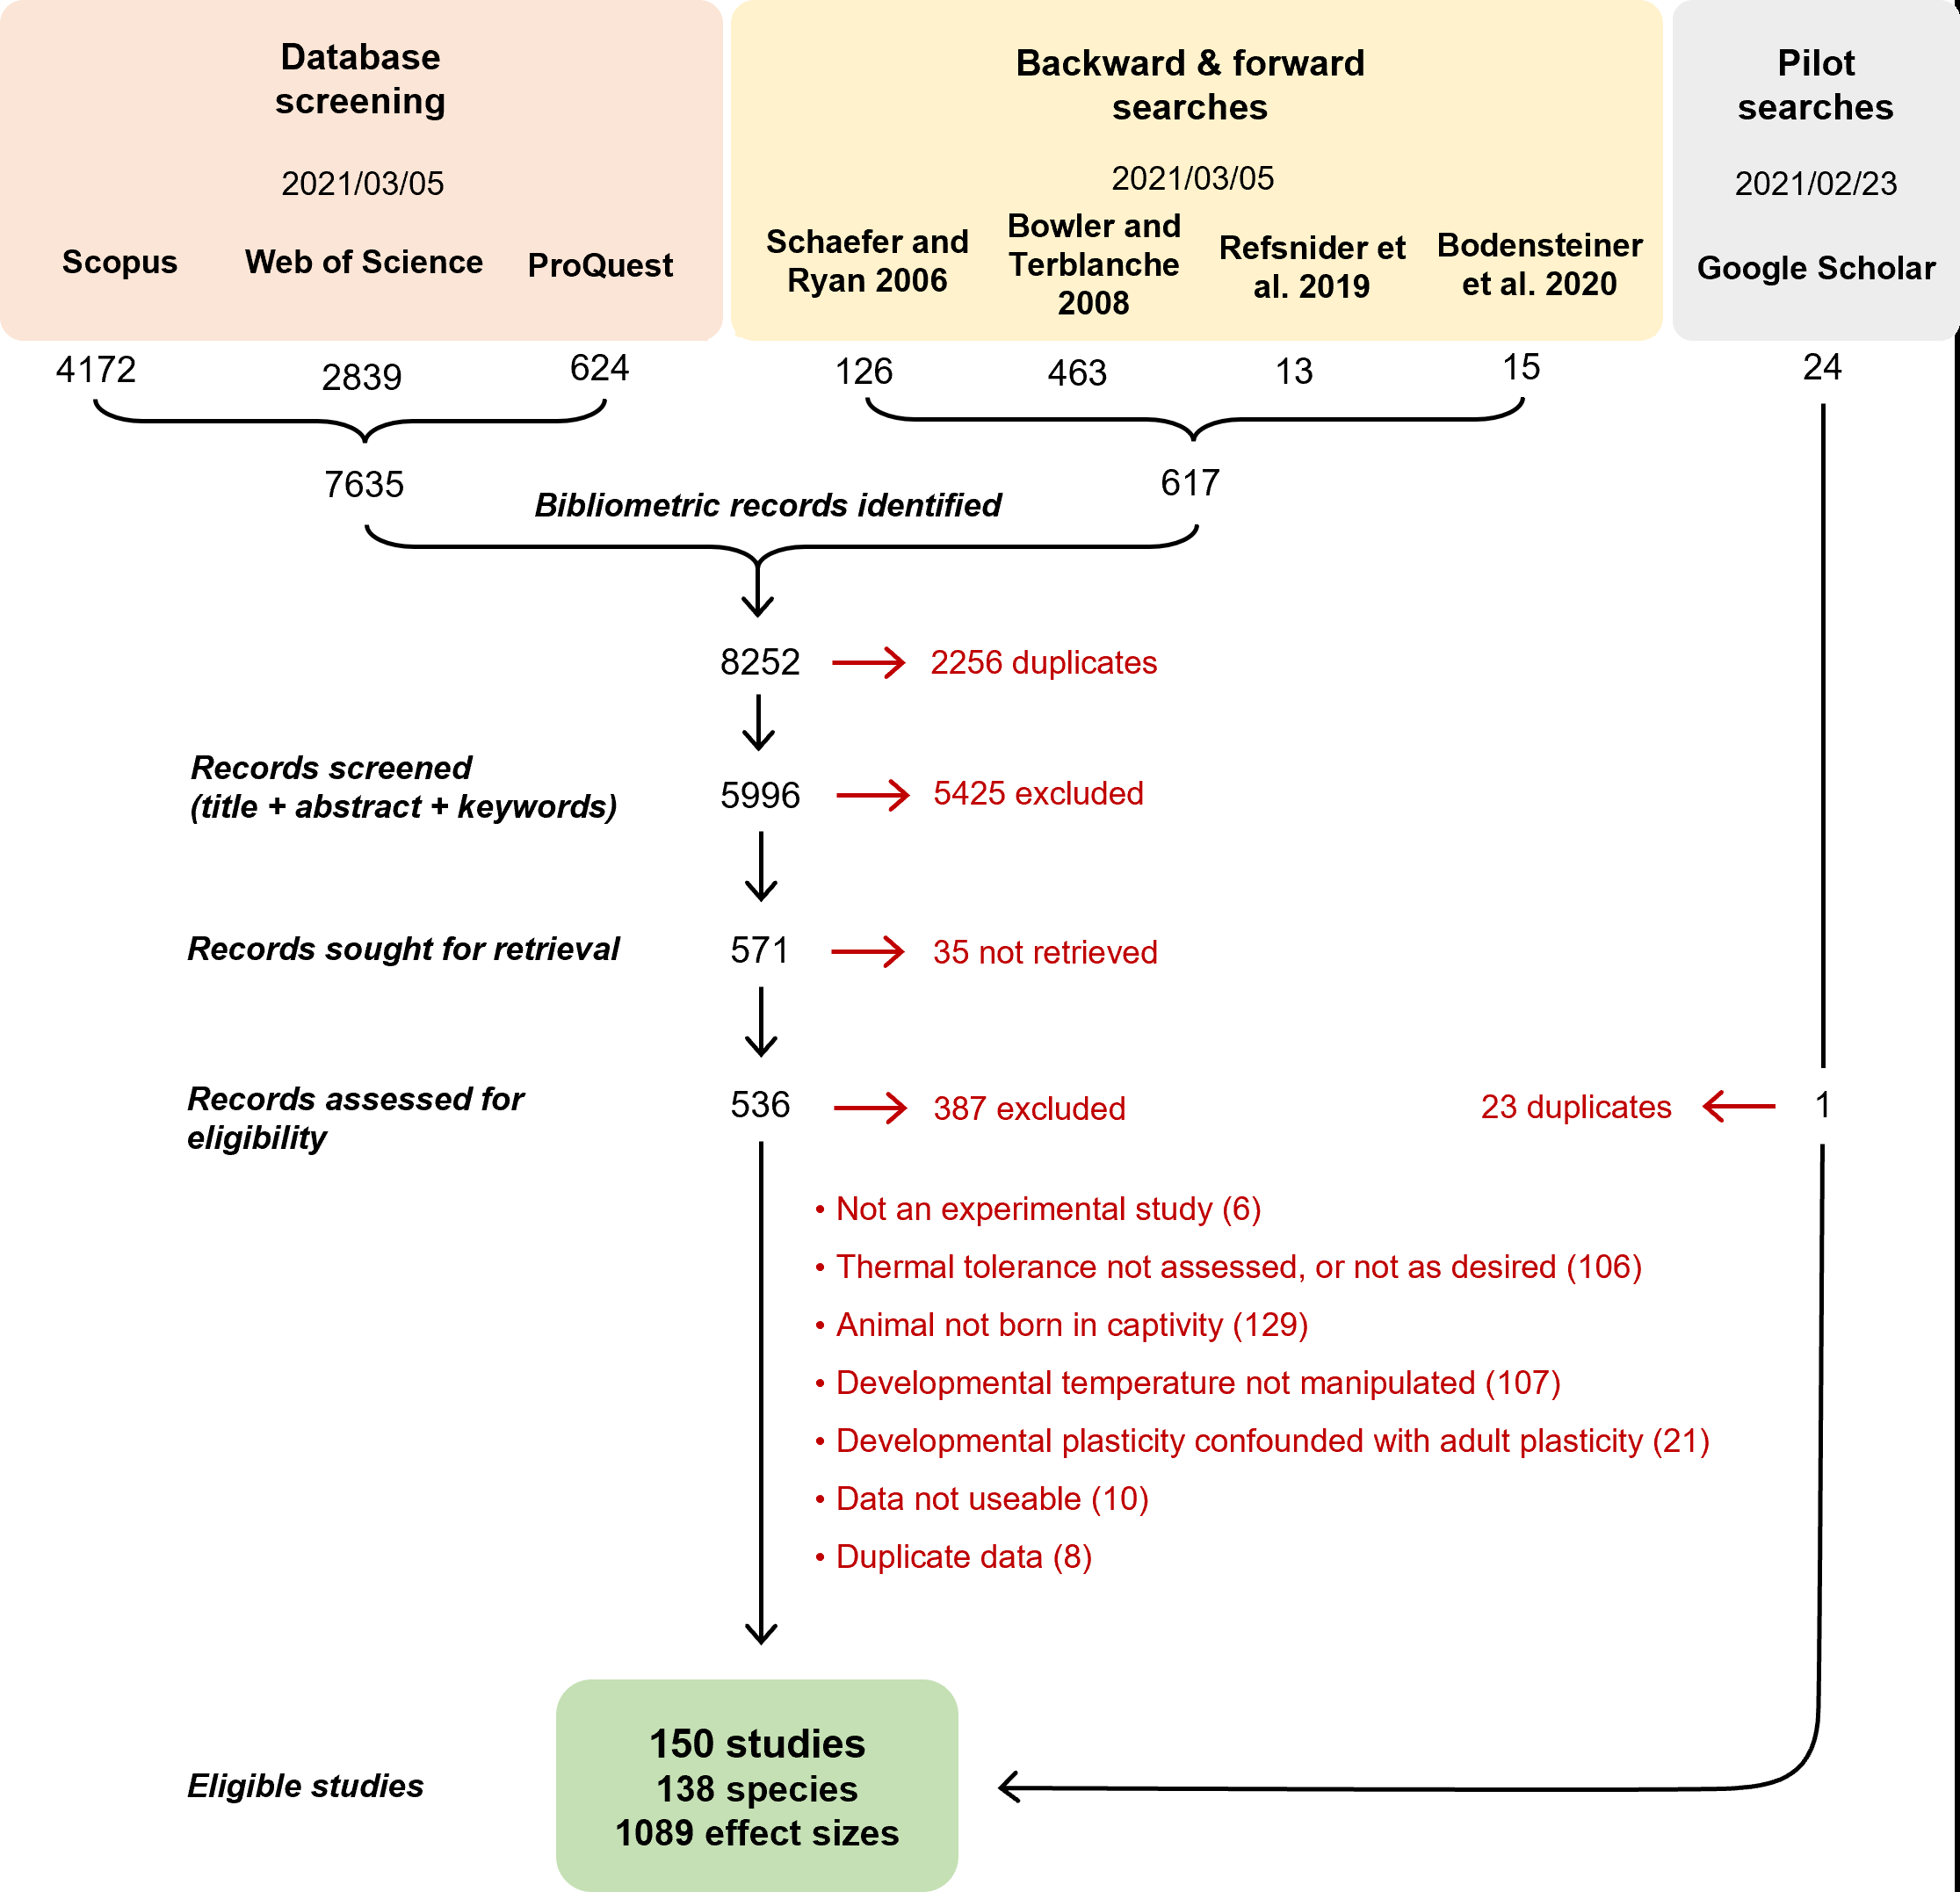 Database
screening
2021/03/05
Scopus
Web of Science
ProQuest
Backward & forward
searches
2021/03/05
Schaefer and
Ryan 2006
Bowler and
Terblanche
2008
Refsnider et
al. 2019
Bodensteiner
et al. 2020
Pilot
searches
2021/02/23
Google Scholar
4172
2839
624
126
463
13
15
24
7635
617
Bibliometric records identified
8252
2256 duplicates
Records screened
(title + abstract + keywords)
5996
5425 excluded
Records sought for retrieval
571
35 not retrieved
Records assessed for
eligibility
536
387 excluded
23 duplicates
1
• Not an experimental study (6)
• Thermal tolerance not assessed, or not as desired (106)
• Animal not born in captivity (129)
• Developmental temperature not manipulated (107)
• Developmental plasticity confounded with adult plasticity (21)
• Data not useable (10)
• Duplicate data (8)
Eligible studies
150 studies
138 species
1089 effect sizes